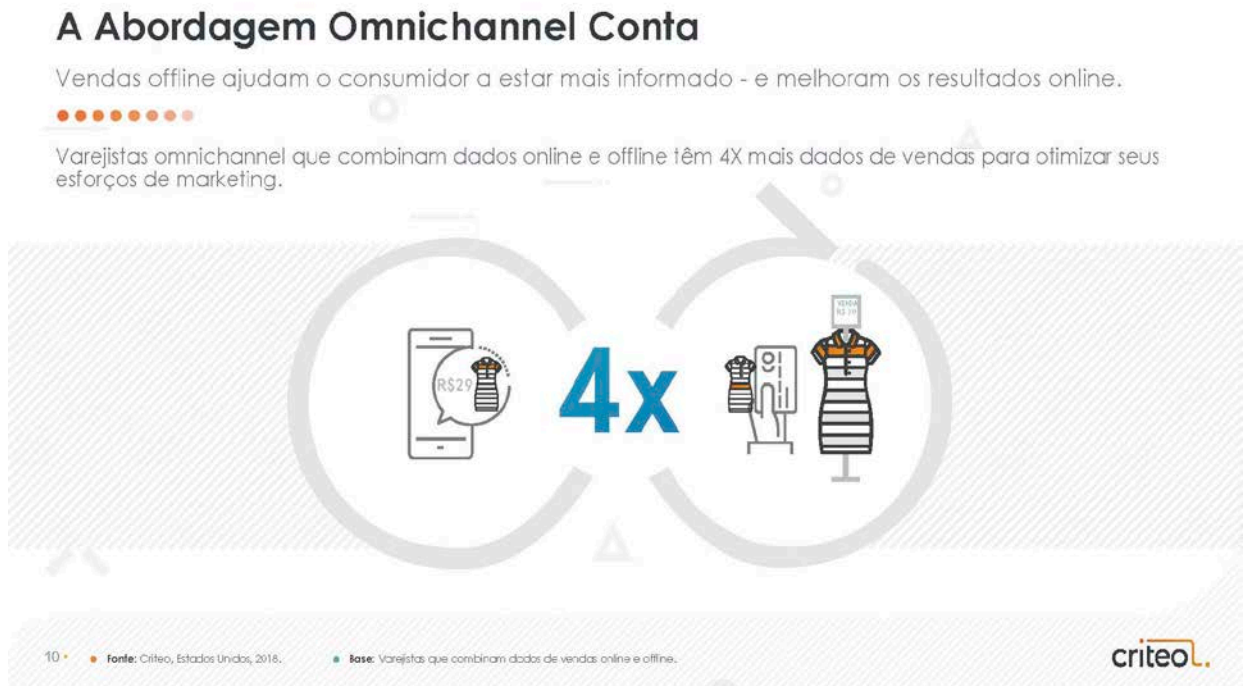 A Abordagem Omnichannel Conta
Vendas offline ajudam o consumidor a estar mais informado - e melhoram os resultados online.
Varejistas omnichannel que combinam dados online e offline têm 4X mais dados de vendas para otimizar seus
esforços de marketing.
VENDA
R$ 19
R$29
4x
10
Fonte: Criteo, Estados Unidos, 2018.
Base: Varejistas que combinam dados de vendas online e offline.
criteo